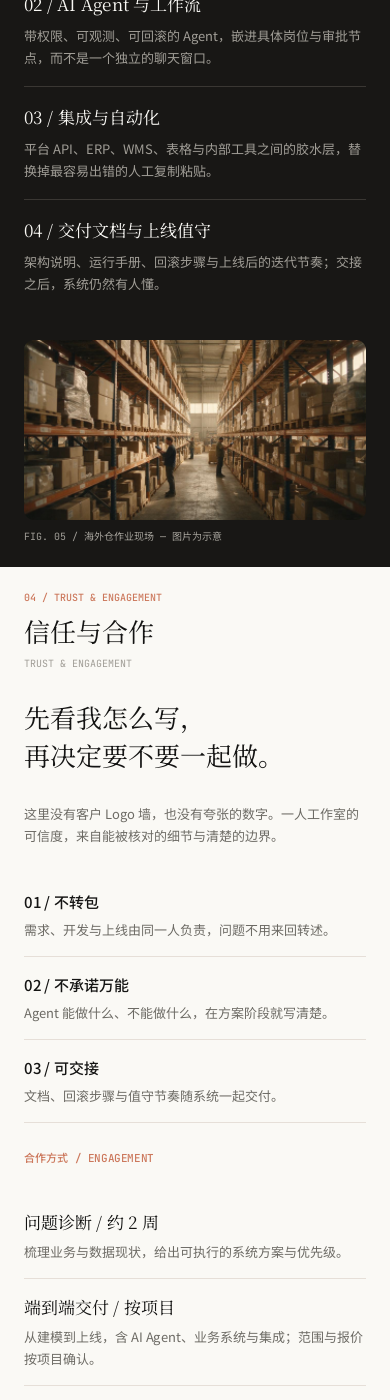 02 / AI Agent 与工作流
带权限、可观测、可回滚的 Agent，嵌进具体岗位与审批节
点，而不是一个独立的聊天窗口。
03 / 集成与自动化
平台 API、ERP、WMS、表格与内部工具之间的胶水层，替
换掉最容易出错的人工复制粘贴。
04 / 交付文档与上线值守
架构说明、运行手册、回滚步骤与上线后的迭代节奏；交接
之后，系统仍然有人懂。
FIG. 05 / 海外仓作业现场 — 图片为示意
04 / TRUST & ENGAGEMENT
信任与合作
TRUST & ENGAGEMENT
先看我怎么写，
再决定要不要一起做。
这里没有客户 Logo 墙，也没有夸张的数字。一人工作室的
可信度，来自能被核对的细节与清楚的边界。
01 / 不转包
需求、开发与上线由同一人负责，问题不用来回转述。
02 / 不承诺万能
Agent 能做什么、不能做什么，在方案阶段就写清楚。
03 / 可交接
文档、回滚步骤与值守节奏随系统一起交付。
合作方式 / ENGAGEMENT
问题诊断 / 约 2 周
梳理业务与数据现状，给出可执行的系统方案与优先级。
端到端交付 / 按项目
从建模到上线，含 AI Agent、业务系统与集成；范围与报价
按项目确认。